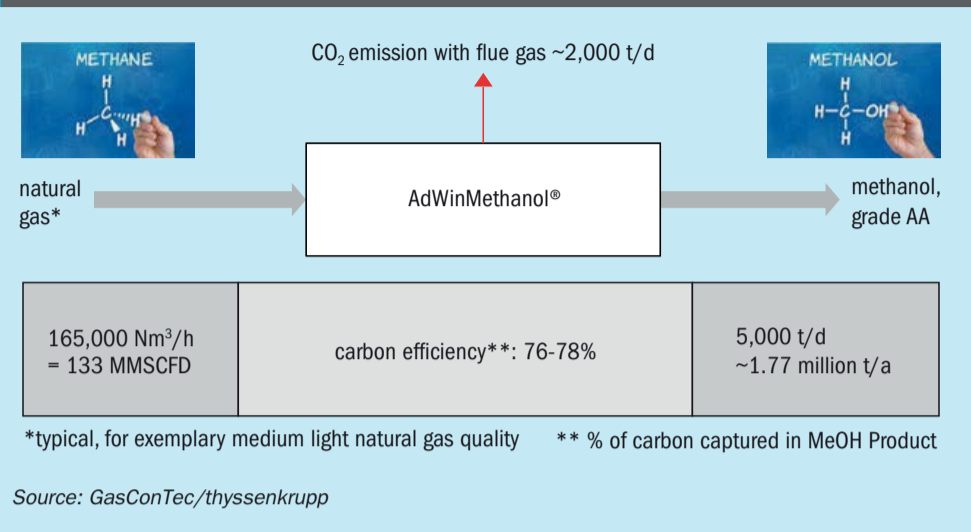 METHANE
H
C
H
H
H
CO₂ emission with flue gas ~2,000 t/d
METHANOL
H
H–C–OH
H
natural
gas*
AdWinMethanol®
methanol,
grade AA
165,000 Nm³/h
= 133 MMSCFD
carbon efficiency**: 76-78%
5,000 t/d
~1.77 million t/a
*typical, for exemplary medium light natural gas quality
** % of carbon captured in MeOH Product
Source: GasConTec/thyssenkrupp